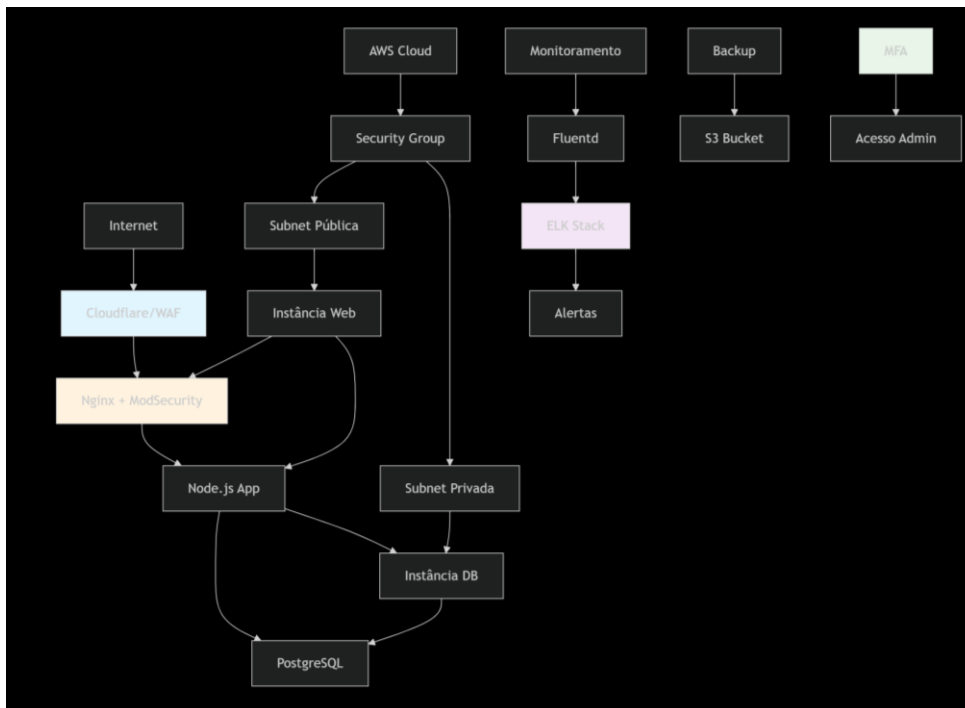 AWS Cloud
Monitoramento
Backup
MFA
Security Group
Fluentd
S3 Bucket
Acesso Admin
Internet
Subnet Pública
ELK Stack
Cloudflare/WAF
Instância Web
Alertas
Nginx + ModSecurity
Node.js App
Subnet Privada
Instância DB
PostgreSQL